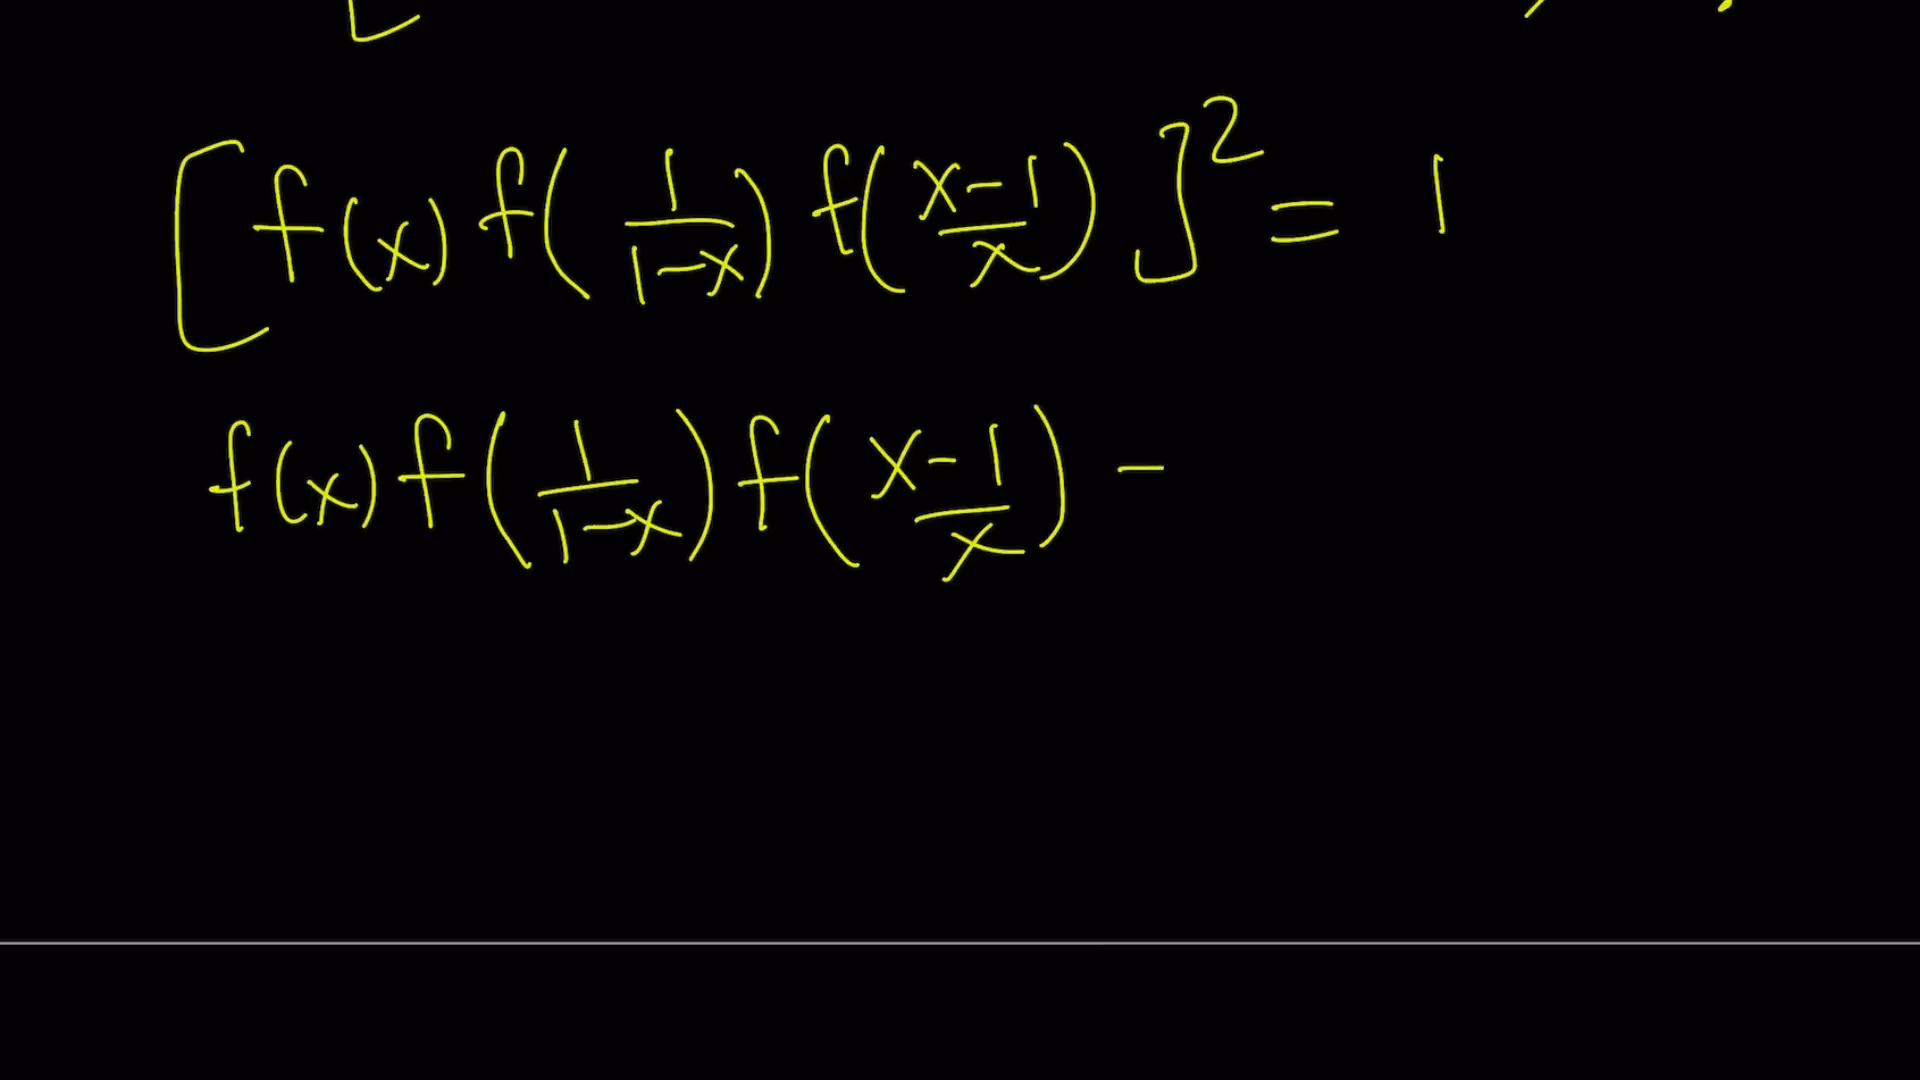 [f(x) f(1/(1-x)) f((x-1)/x)]² = 1
f(x) f(1/(1-x)) f((x-1)/x) -